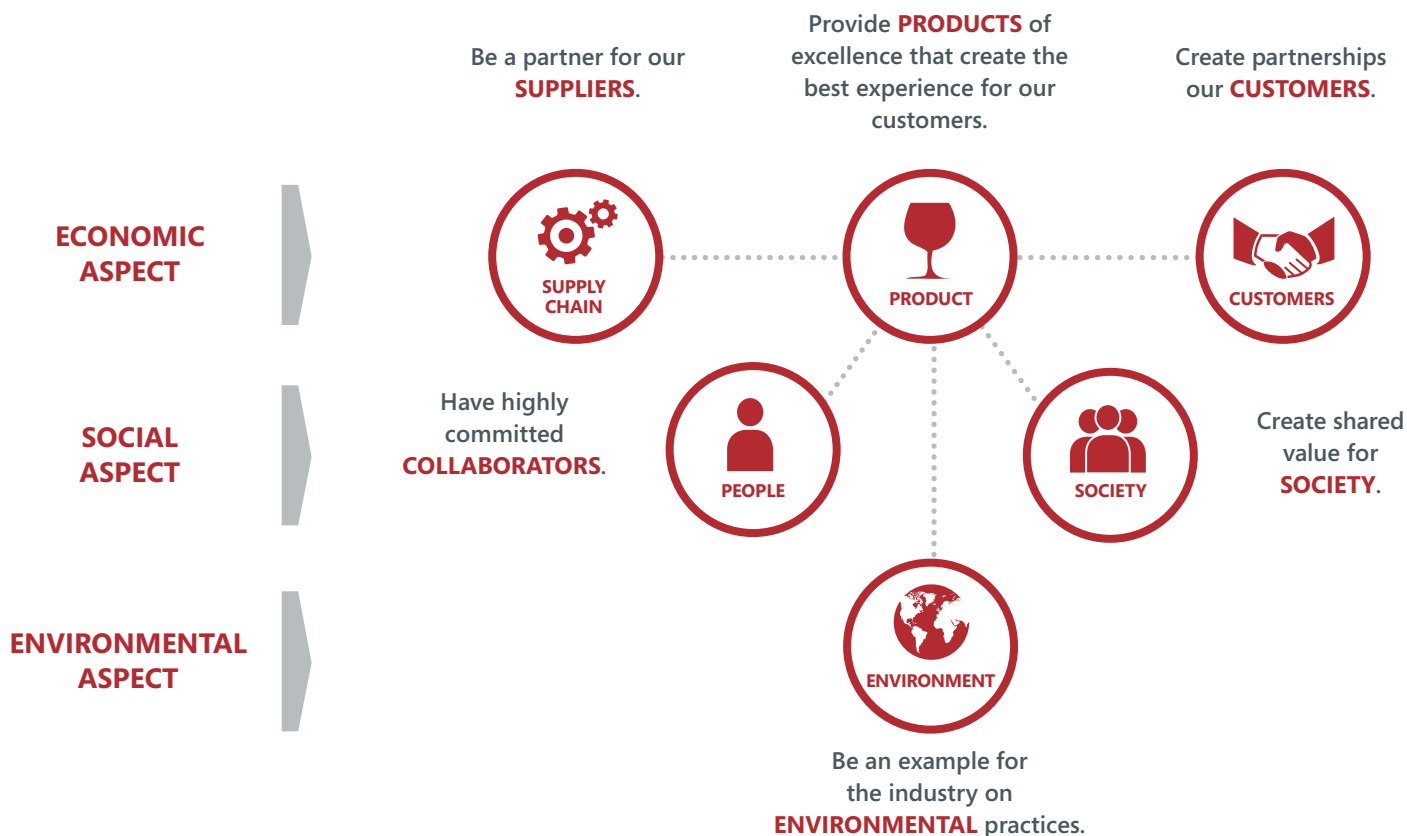 Be a partner for our
SUPPLIERS.
Provide PRODUCTS of
excellence that create the
best experience for our
customers.
Create partnerships
our CUSTOMERS.
ECONOMIC
ASPECT
SUPPLY
CHAIN
PRODUCT
CUSTOMERS
SOCIAL
ASPECT
Have highly
committed
COLLABORATORS.
PEOPLE
SOCIETY
Create shared
value for
SOCIETY.
ENVIRONMENTAL
ASPECT
ENVIRONMENT
Be an example for
the industry on
ENVIRONMENTAL practices.